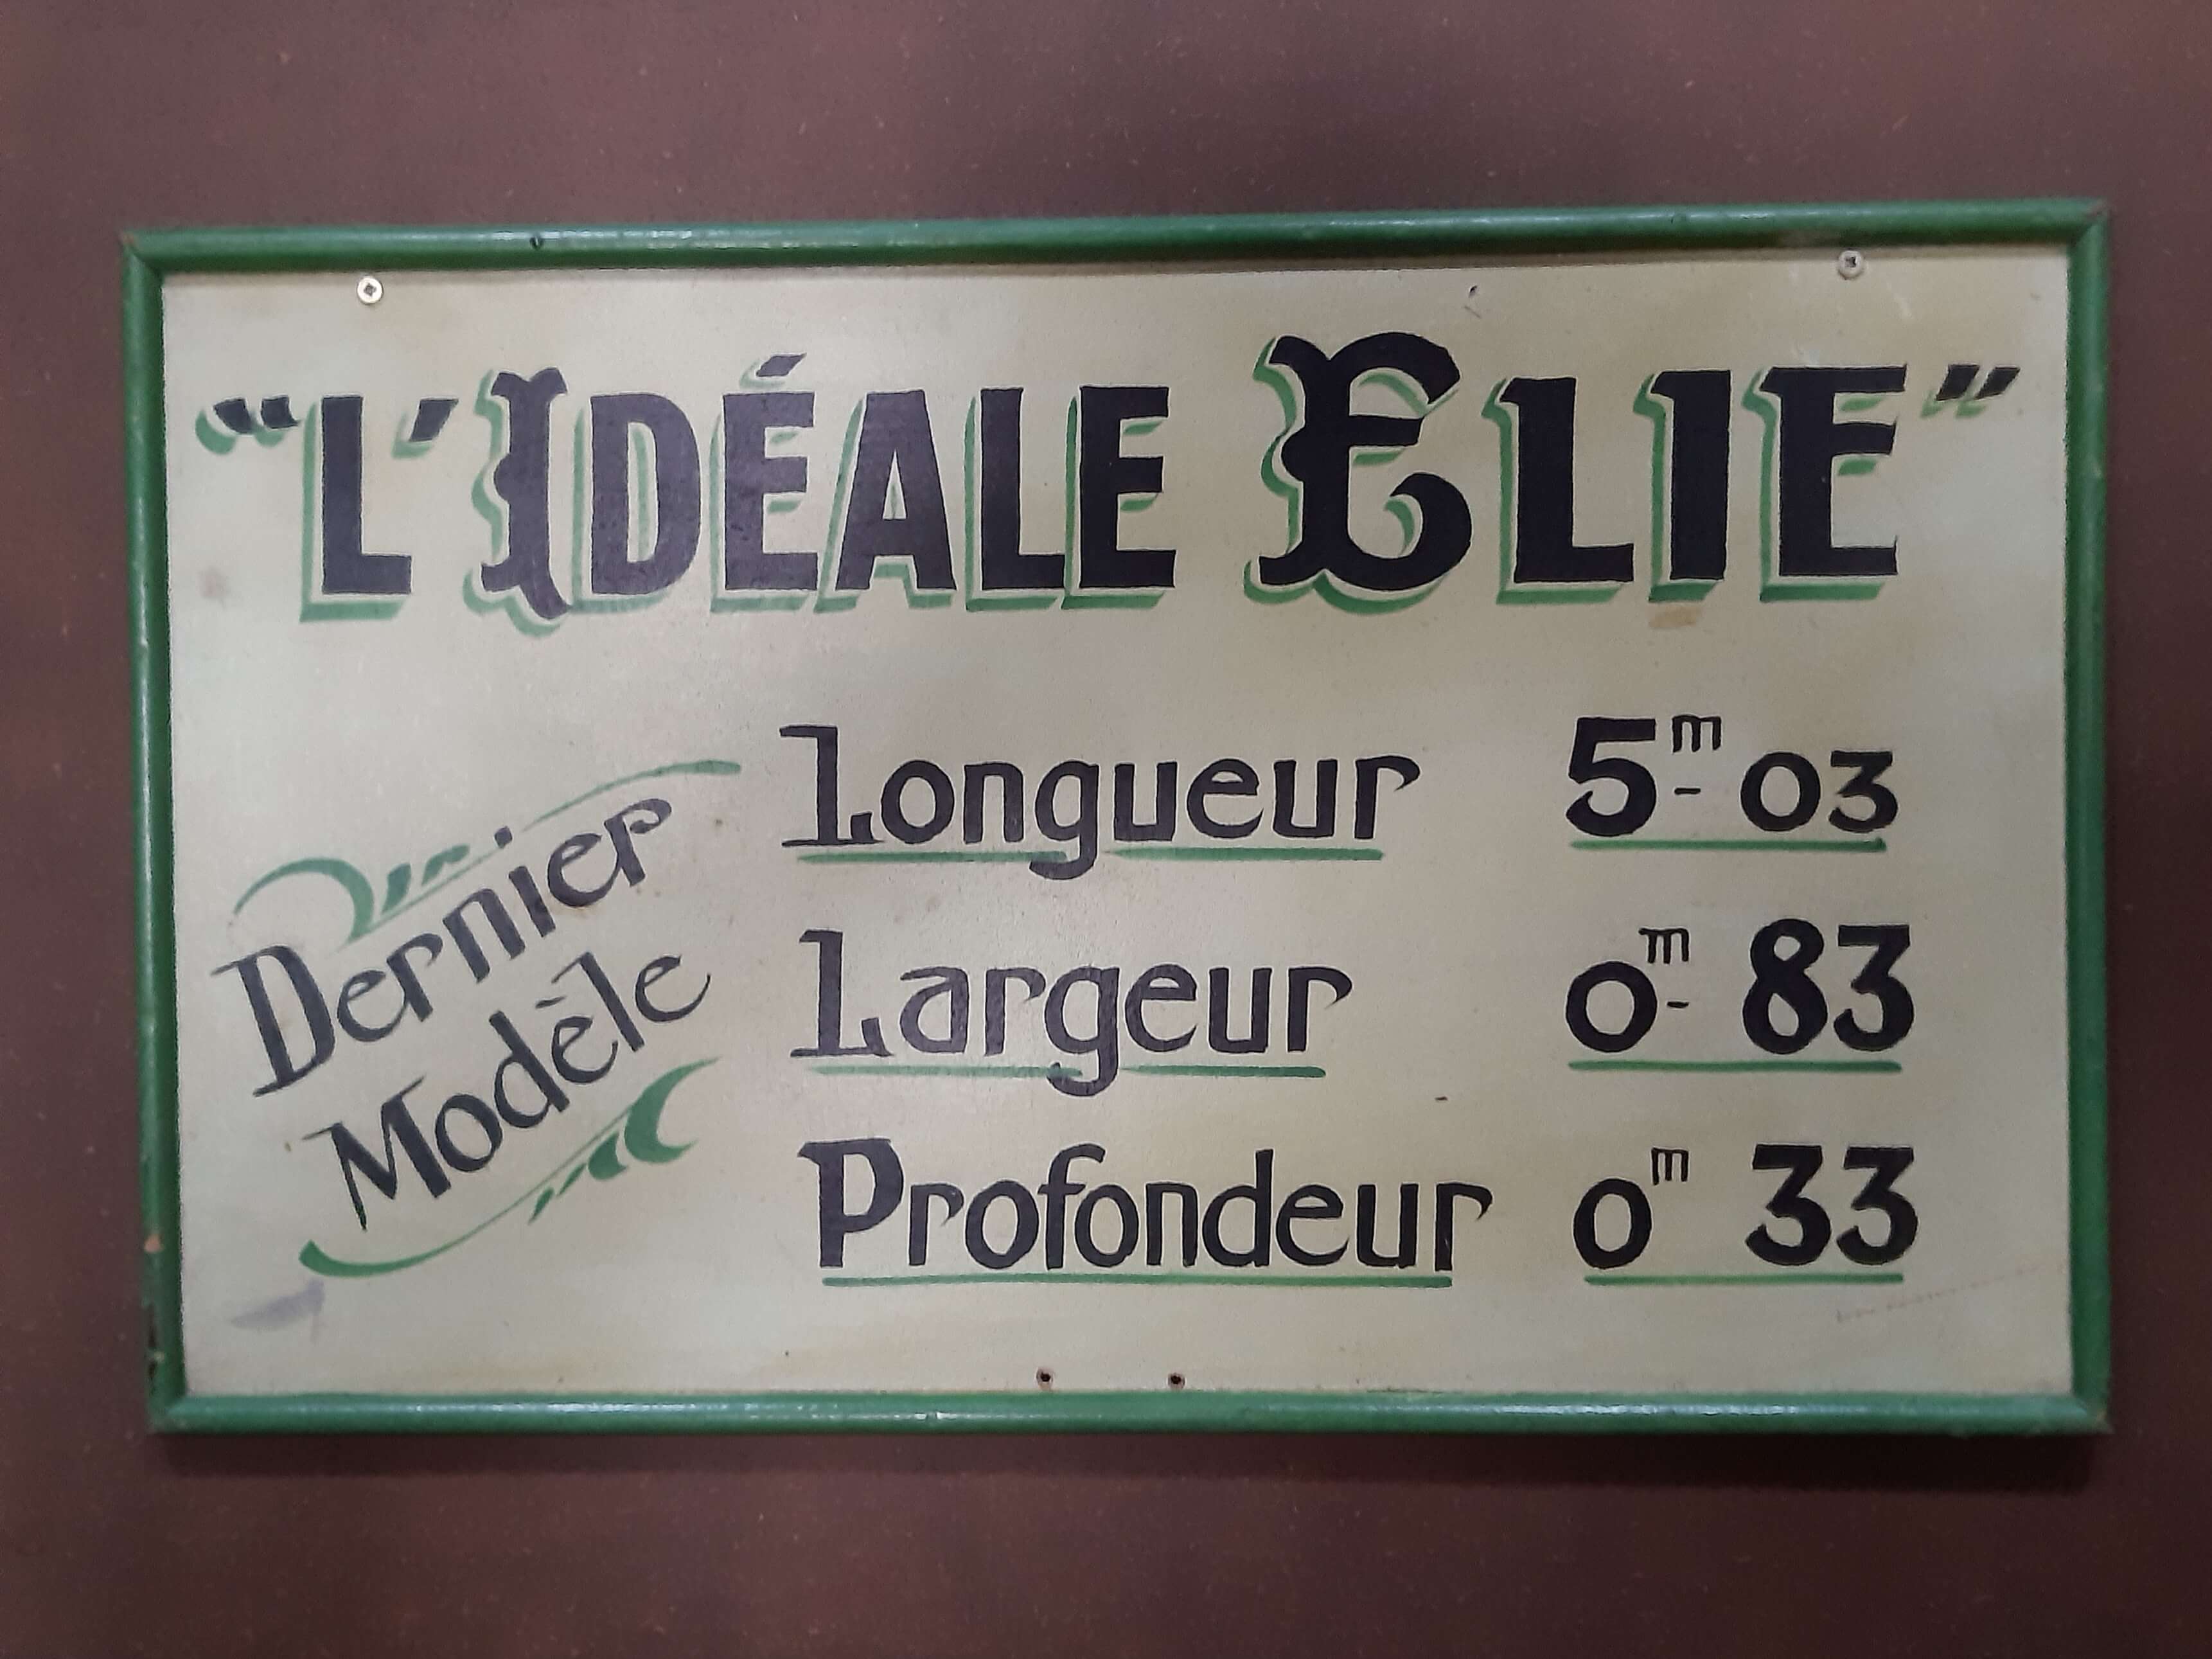 “L’IDÉALE ELIE”
Dernier
Modèle
Longueur 5m-03
Largeur 0m-83
Profondeur 0m 33